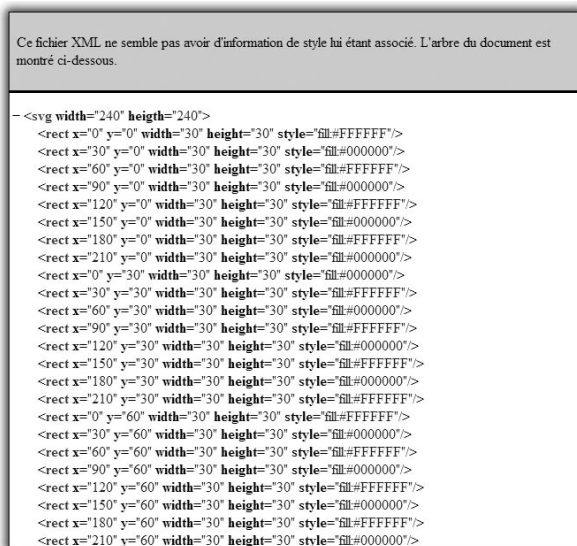 Ce fichier XML ne semble pas avoir d'information de style lui étant associé. L'arbre du document est
montré ci-dessous.
− <svg width="240" heigth="240">
<rect x="0" y="0" width="30" height="30" style="fill:#FFFFFF"/>
<rect x="30" y="0" width="30" height="30" style="fill:#000000"/>
<rect x="60" y="0" width="30" height="30" style="fill:#FFFFFF"/>
<rect x="90" y="0" width="30" height="30" style="fill:#000000"/>
<rect x="120" y="0" width="30" height="30" style="fill:#FFFFFF"/>
<rect x="150" y="0" width="30" height="30" style="fill:#000000"/>
<rect x="180" y="0" width="30" height="30" style="fill:#FFFFFF"/>
<rect x="210" y="0" width="30" height="30" style="fill:#000000"/>
<rect x="0" y="30" width="30" height="30" style="fill:#000000"/>
<rect x="30" y="30" width="30" height="30" style="fill:#FFFFFF"/>
<rect x="60" y="30" width="30" height="30" style="fill:#000000"/>
<rect x="90" y="30" width="30" height="30" style="fill:#FFFFFF"/>
<rect x="120" y="30" width="30" height="30" style="fill:#000000"/>
<rect x="150" y="30" width="30" height="30" style="fill:#FFFFFF"/>
<rect x="180" y="30" width="30" height="30" style="fill:#000000"/>
<rect x="210" y="30" width="30" height="30" style="fill:#FFFFFF"/>
<rect x="0" y="60" width="30" height="30" style="fill:#FFFFFF"/>
<rect x="30" y="60" width="30" height="30" style="fill:#000000"/>
<rect x="60" y="60" width="30" height="30" style="fill:#FFFFFF"/>
<rect x="90" y="60" width="30" height="30" style="fill:#000000"/>
<rect x="120" y="60" width="30" height="30" style="fill:#FFFFFF"/>
<rect x="150" y="60" width="30" height="30" style="fill:#000000"/>
<rect x="180" y="60" width="30" height="30" style="fill:#FFFFFF"/>
<rect x="210" y="60" width="30" height="30" style="fill:#000000"/>